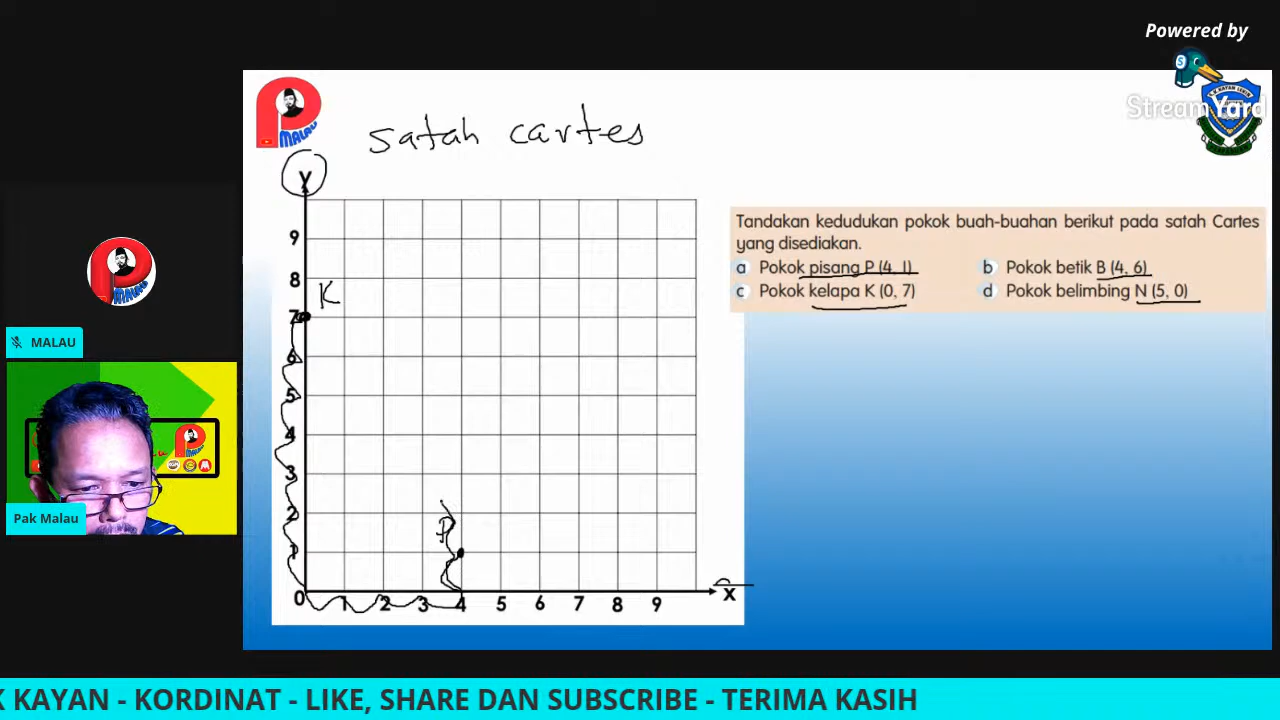 Powered by
StreamYard
P
MALAU
satah cartes
Y
9
8
7
6
5
4
3
2
1
0
K
P
1 2 3 4 5 6 7 8 9
x
Tandakan kedudukan pokok buah-buahan berikut pada satah Cartes
yang disediakan.
a Pokok pisang P (4, 1)
b Pokok betik B (4, 6)
c Pokok kelapa K (0, 7)
d Pokok belimbing N (5, 0)
MALAU
Pak Malau
KAYAN - KORDINAT - LIKE, SHARE DAN SUBSCRIBE - TERIMA KASIH